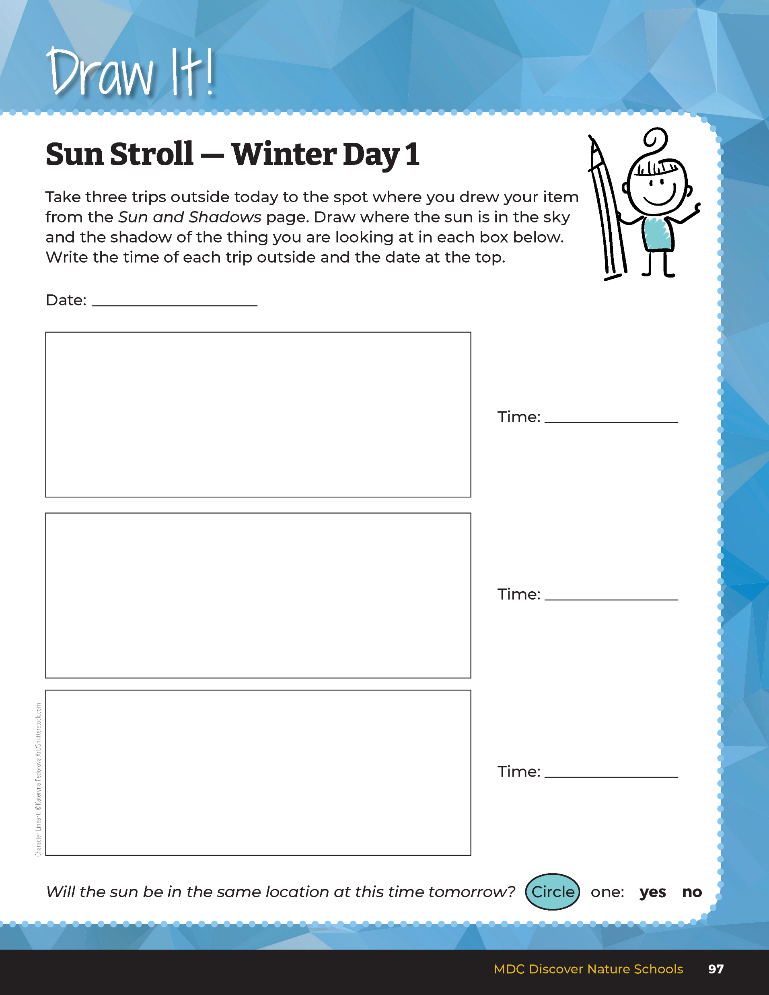 Draw It!
Sun Stroll — Winter Day 1
Take three trips outside today to the spot where you drew your item
from the Sun and Shadows page. Draw where the sun is in the sky
and the shadow of the thing you are looking at in each box below.
Write the time of each trip outside and the date at the top.
Date: ____________________
Time: ________________
Time: ________________
Time: ________________
Will the sun be in the same location at this time tomorrow? Circle one: yes no
MDC Discover Nature Schools 97